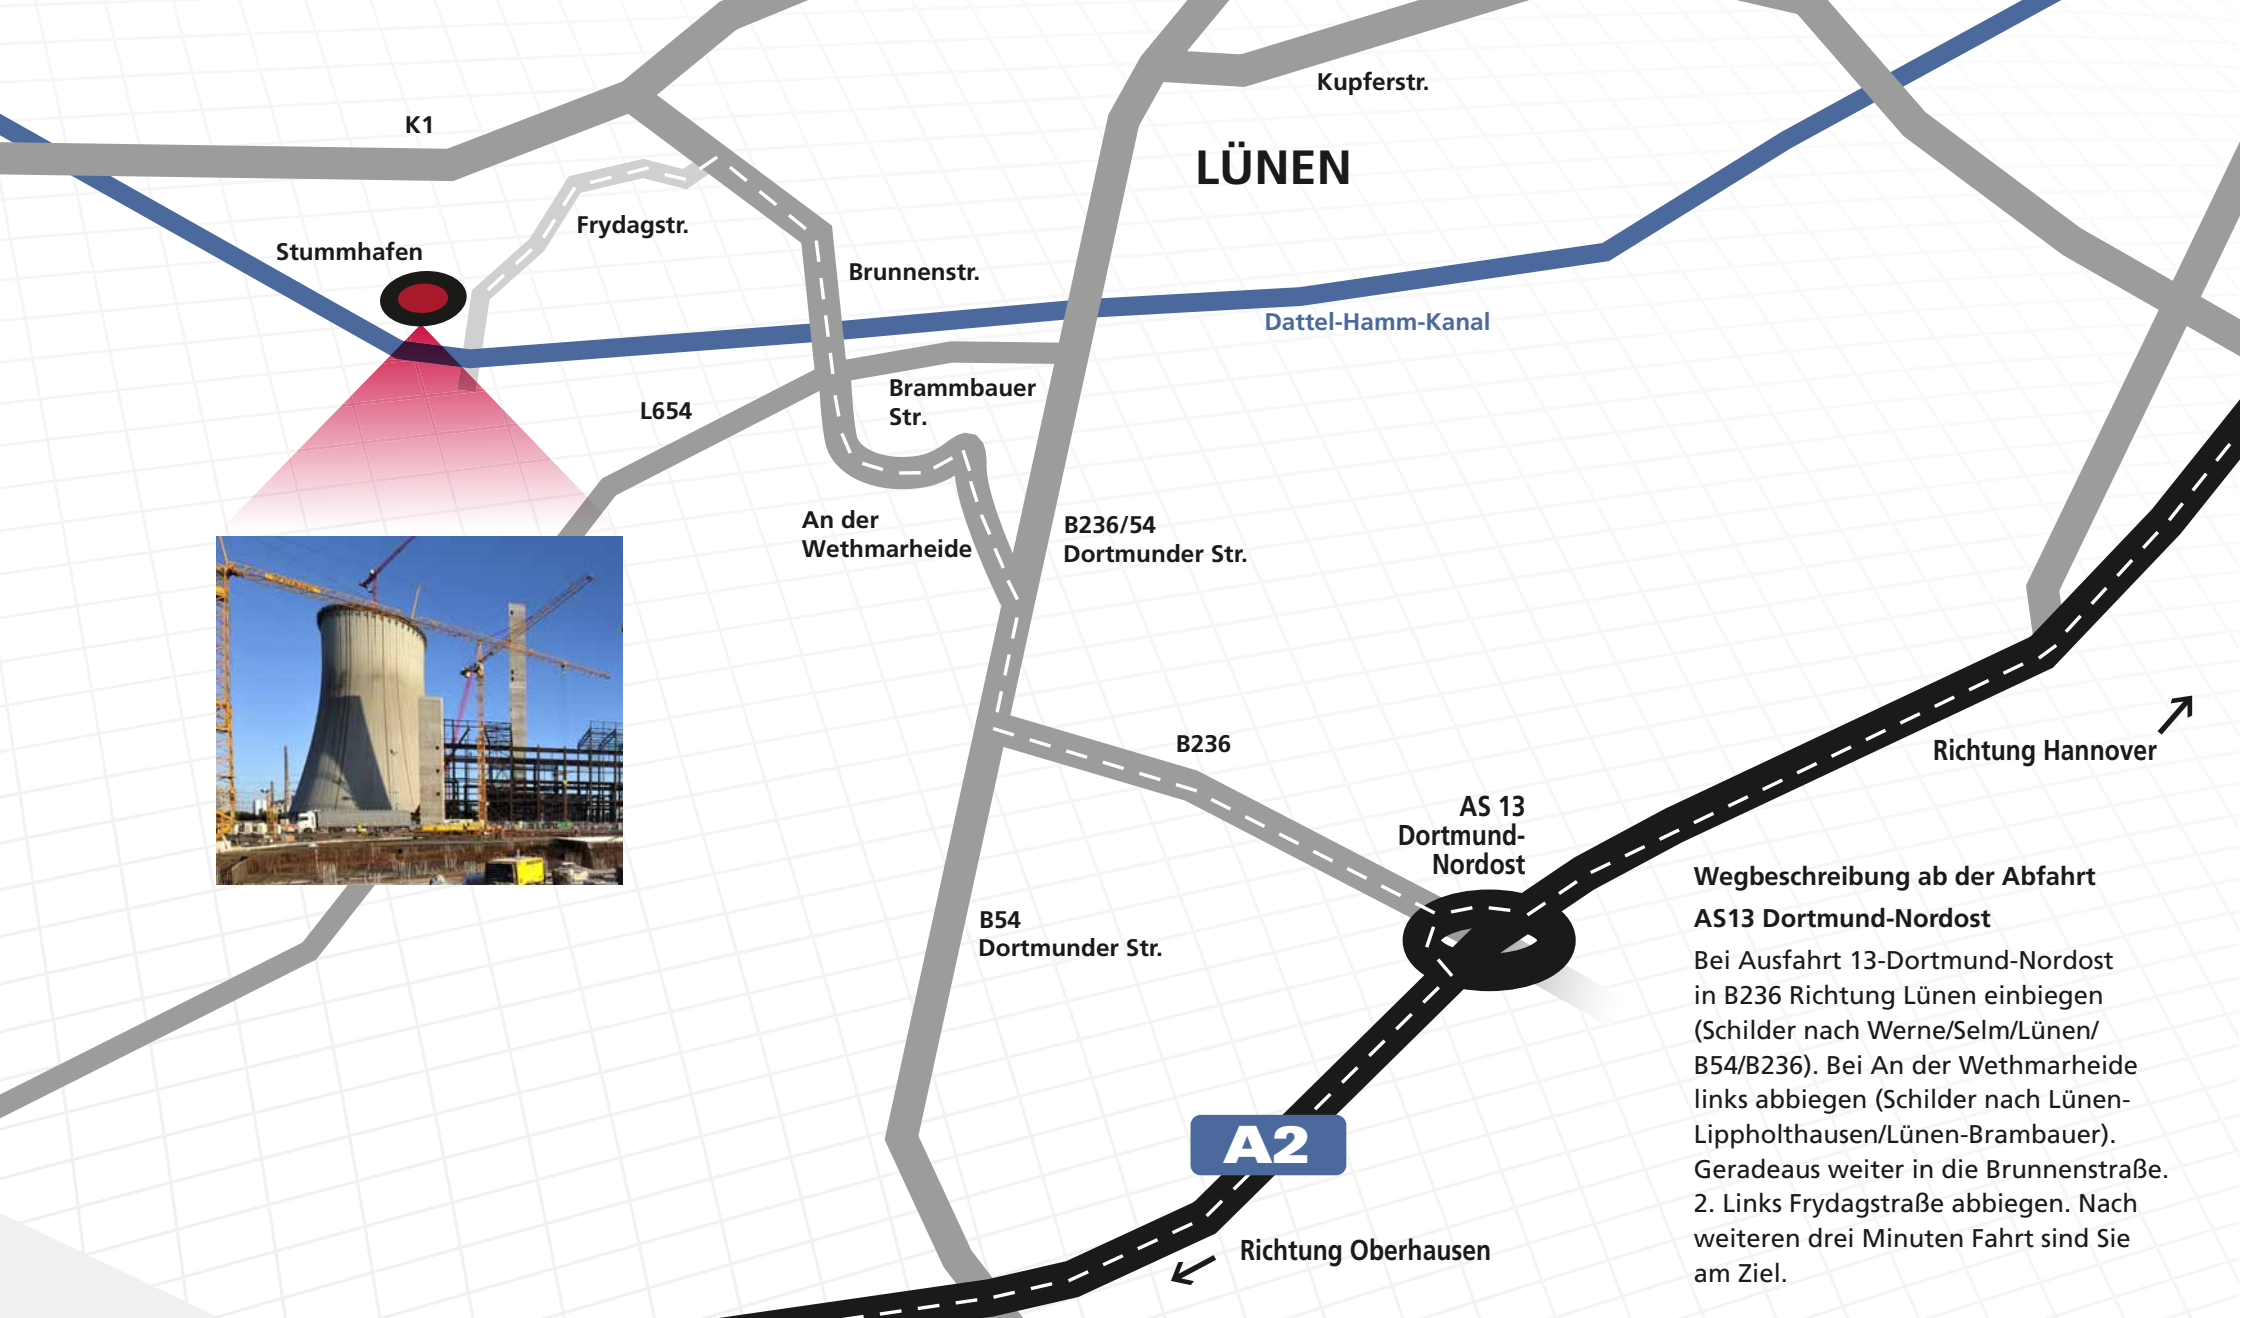 Kupferstr.
K1
LÜNEN
Frydagstr.
Stummhafen
Brunnenstr.
Dattel-Hamm-Kanal
Brammbauer
Str.
L654
An der
Wethmarheide
B236/54
Dortmunder Str.
B236
Richtung Hannover
AS 13
Dortmund-
Nordost
B54
Dortmunder Str.
A2
Richtung Oberhausen
Wegbeschreibung ab der Abfahrt
AS13 Dortmund-Nordost
Bei Ausfahrt 13-Dortmund-Nordost
in B236 Richtung Lünen einbiegen
(Schilder nach Werne/Selm/Lünen/
B54/B236). Bei An der Wethmarheide
links abbiegen (Schilder nach Lünen-
Lippholthausen/Lünen-Brambauer).
Geradeaus weiter in die Brunnenstraße.
2. Links Frydagstraße abbiegen. Nach
weiteren drei Minuten Fahrt sind Sie
am Ziel.